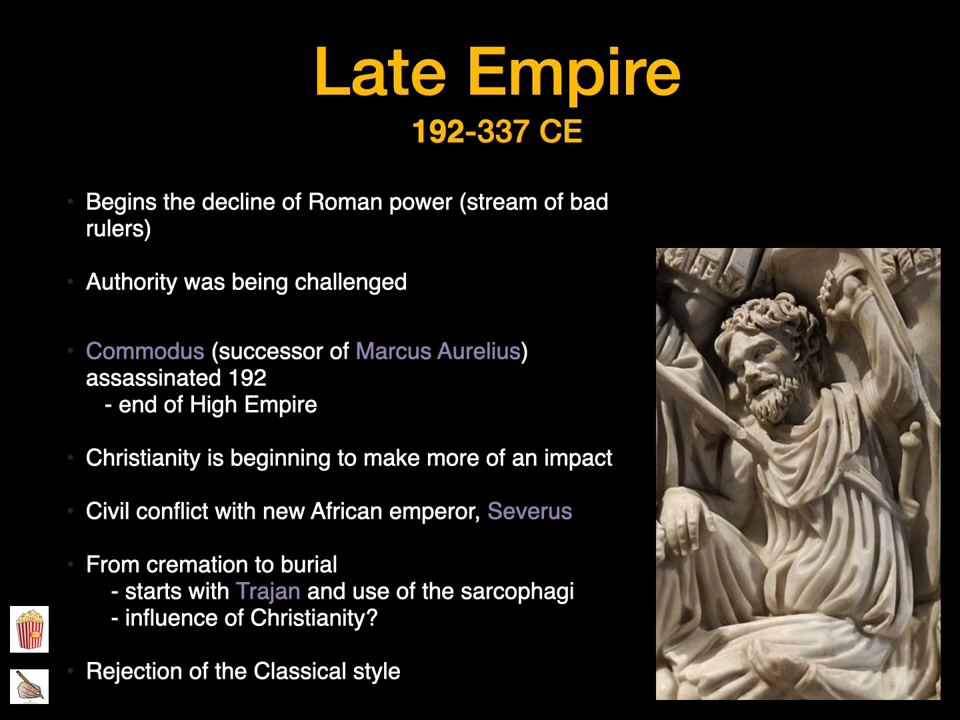 Late Empire
192-337 CE
• Begins the decline of Roman power (stream of bad
rulers)
• Authority was being challenged
• Commodus (successor of Marcus Aurelius)
assassinated 192
- end of High Empire
• Christianity is beginning to make more of an impact
• Civil conflict with new African emperor, Severus
• From cremation to burial
- starts with Trajan and use of the sarcophagi
- influence of Christianity?
• Rejection of the Classical style